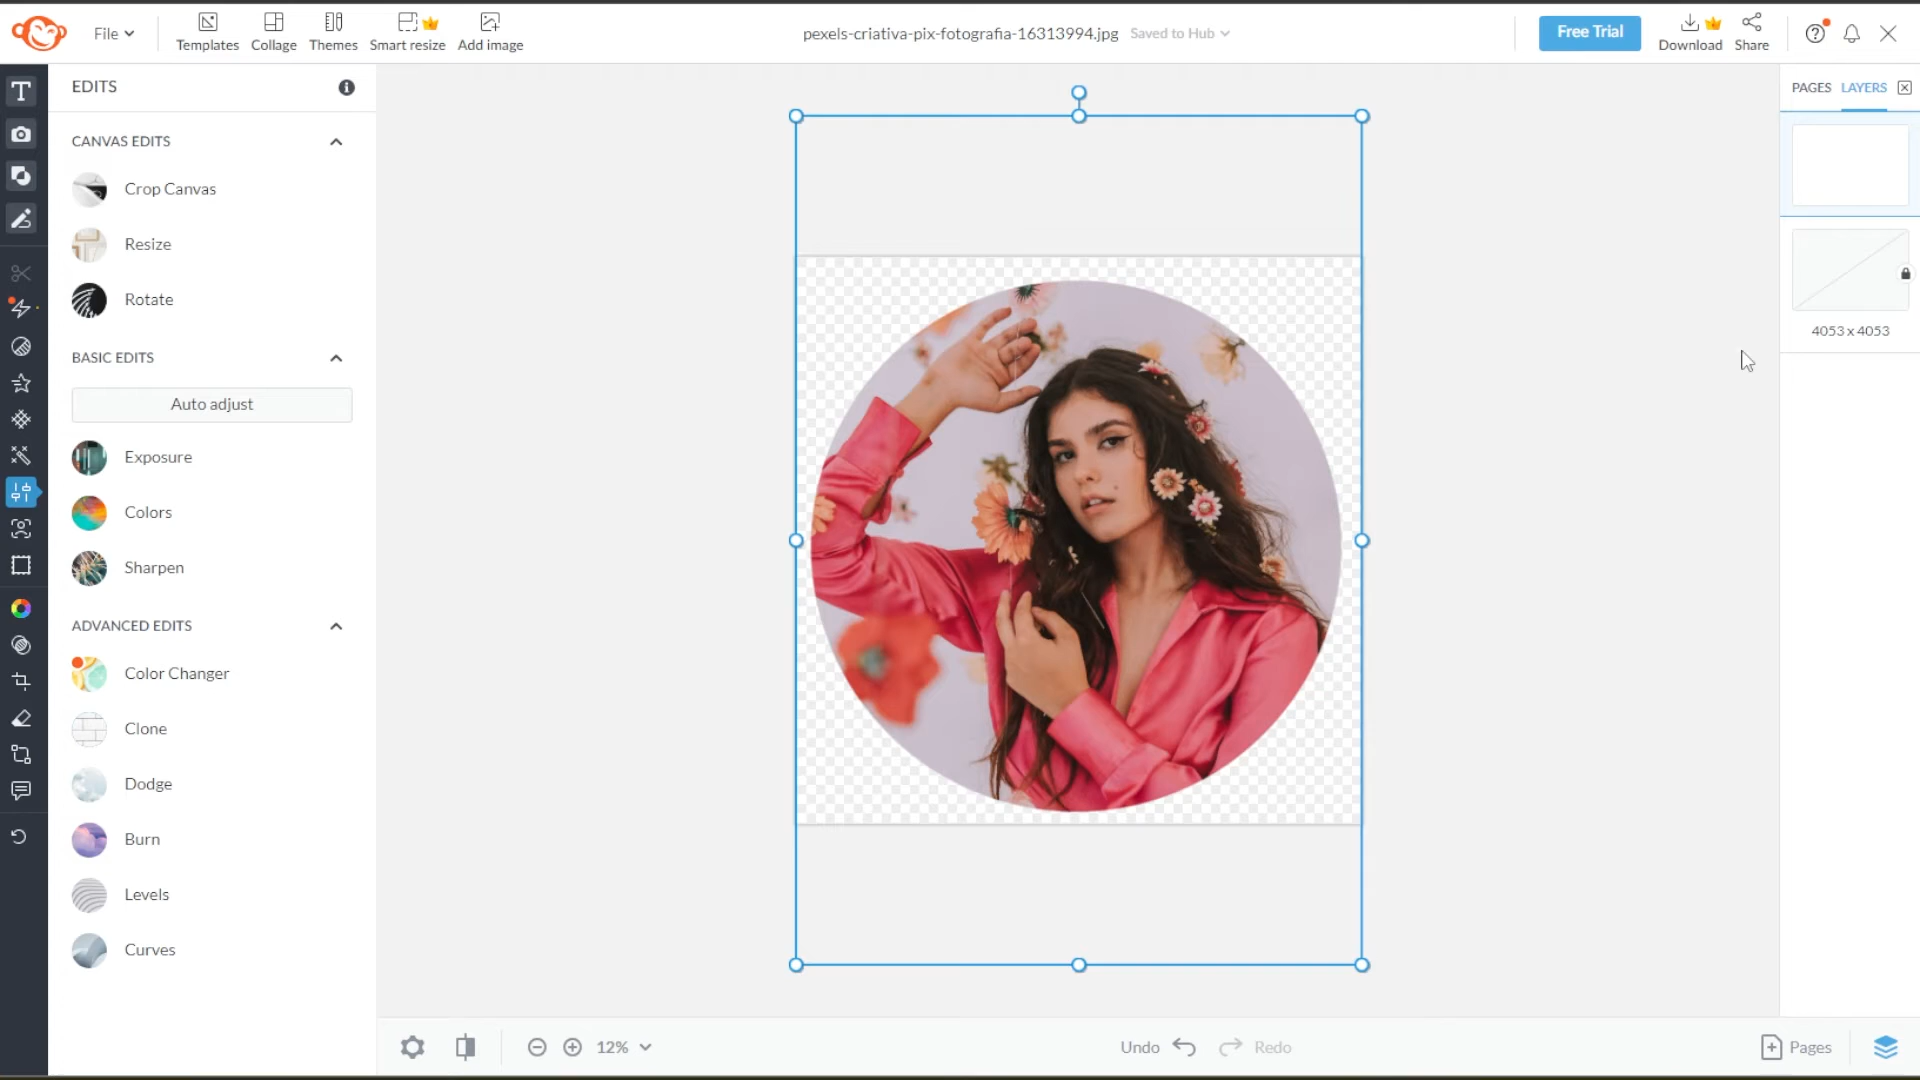 File
Templates
Collage
Themes
Smart resize
Add image
pexels-criativa-pix-fotografia-16313994.jpg
Saved to Hub
Free Trial
Download
Share
EDITS
CANVAS EDITS
Crop Canvas
Resize
Rotate
BASIC EDITS
Auto adjust
Exposure
Colors
Sharpen
ADVANCED EDITS
Color Changer
Clone
Dodge
Burn
Levels
Curves
PAGES
LAYERS
4053 x 4053
12%
Undo
Redo
Pages